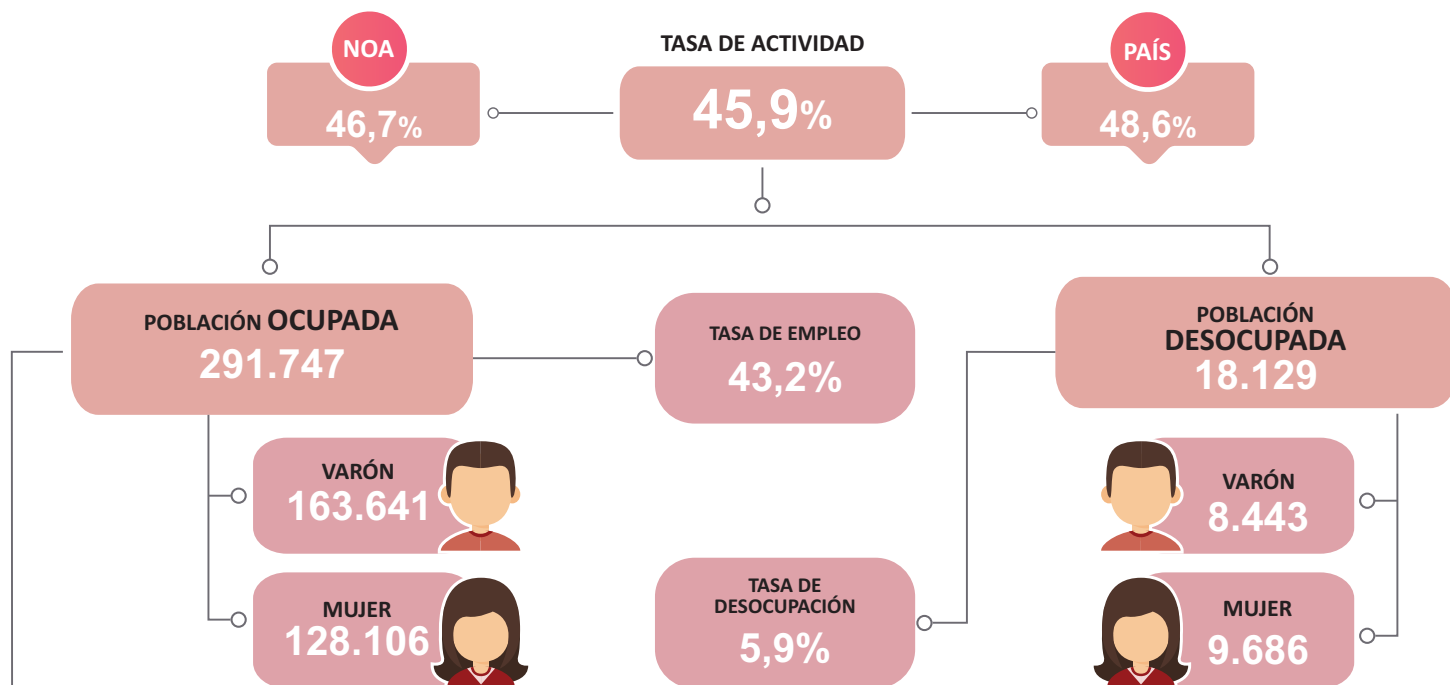 NOA
46,7%
TASA DE ACTIVIDAD
45,9%
PAÍS
48,6%
POBLACIÓN OCUPADA
291.747
TASA DE EMPLEO
43,2%
POBLACIÓN
DESOCUPADA
18.129
VARÓN
163.641
MUJER
128.106
TASA DE
DESOCUPACIÓN
5,9%
VARÓN
8.443
MUJER
9.686